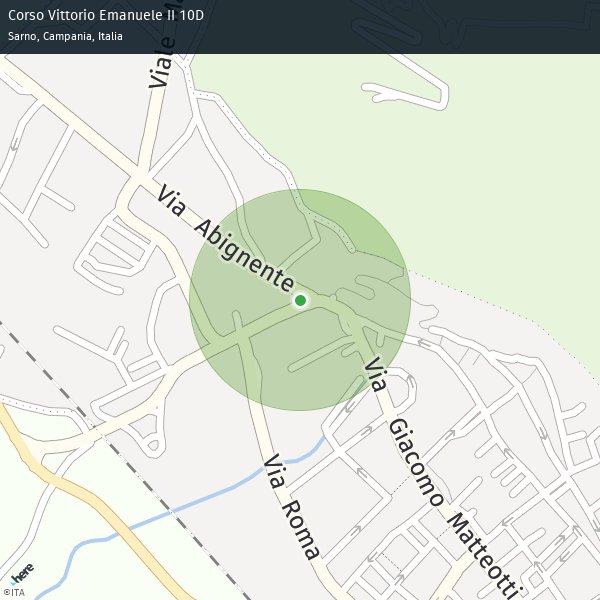 Corso Vittorio Emanuele II 10D
Sarno, Campania, Italia
Viale
Via Abignente
Via Giacomo Matteotti
Via Roma
here
©ITA